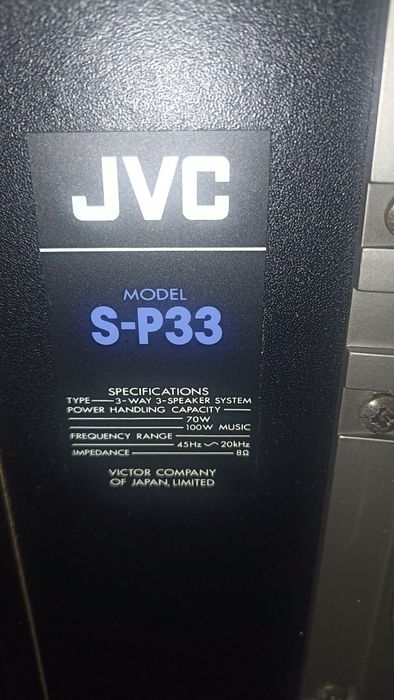 JVC
MODEL
S-P33
SPECIFICATIONS
TYPE 3-WAY 3-SPEAKER SYSTEM
POWER HANDLING CAPACITY
70W
100W MUSIC
FREQUENCY RANGE
45Hz ~ 20kHz
IMPEDANCE 8Ω
VICTOR COMPANY
OF JAPAN, LIMITED